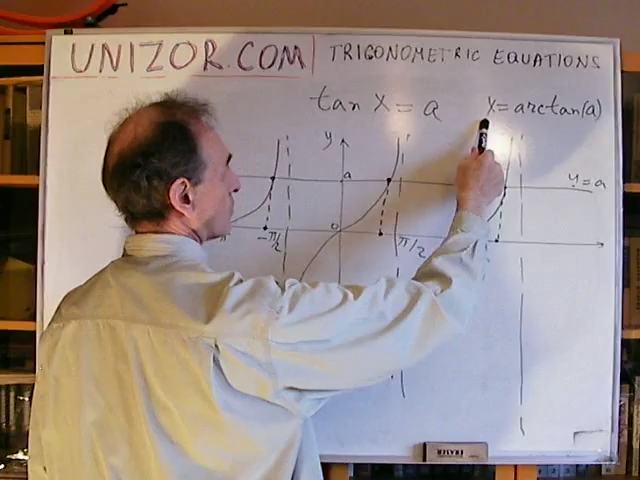 UNIZOR.COM | TRIGONOMETRIC EQUATIONS
tan x = a x = arctan(a)
y
a y = a
0
π -π/2 π/2